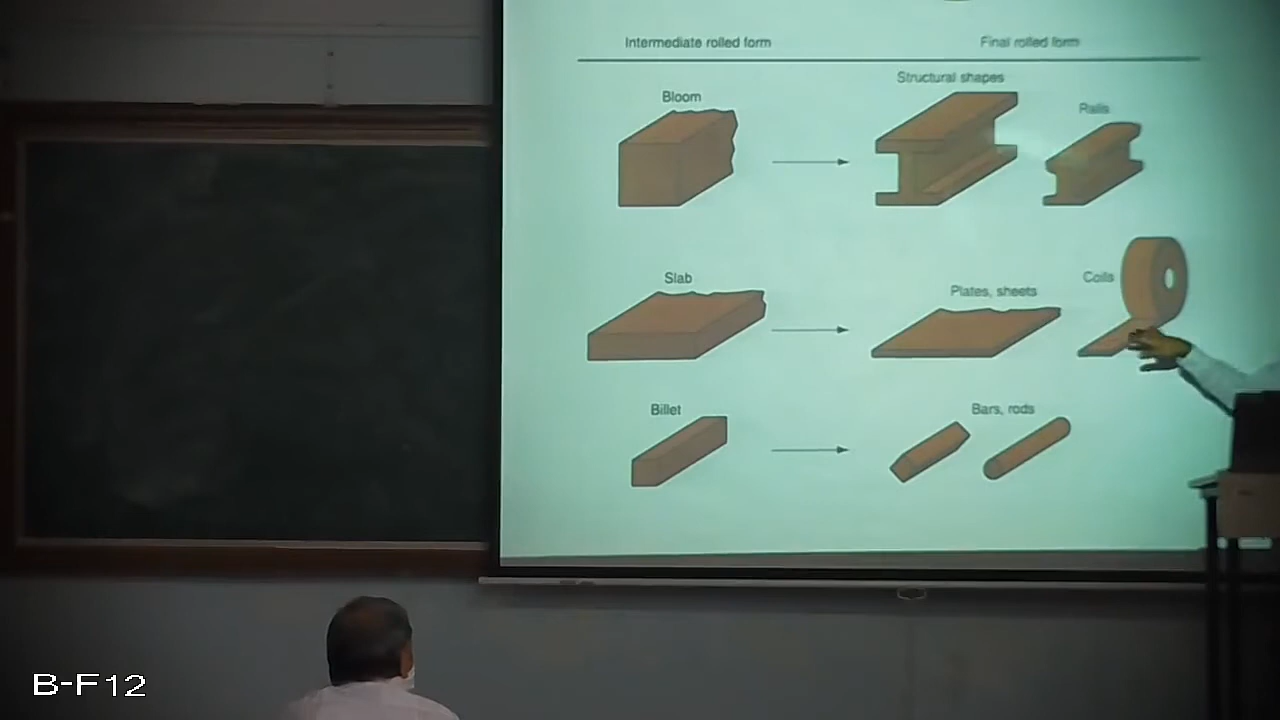 Intermediate rolled form
Final rolled form
Bloom
Structural shapes
Rails
Slab
Plates, sheets
Coils
Billet
Bars, rods
B-F12